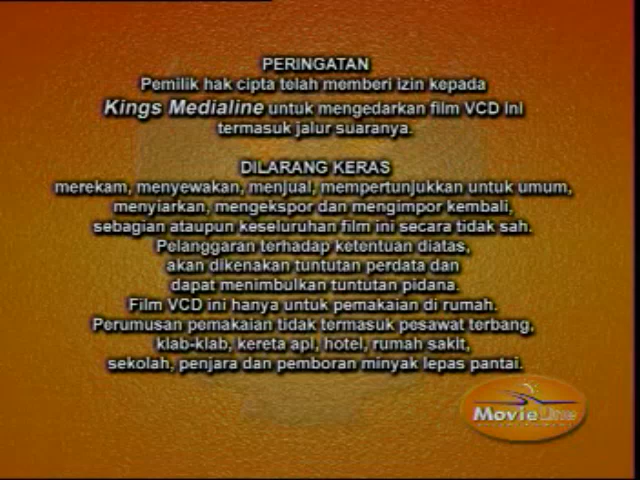 PERINGATAN
Pemilik hak cipta telah memberi izin kepada
Kings Medialine untuk mengedarkan film VCD ini
termasuk jalur suaranya.
DILARANG KERAS
merekam, menyewakan, menjual, mempertunjukkan untuk umum,
menyiarkan, mengekspor dan mengimpor kembali,
sebagian ataupun keseluruhan film ini secara tidak sah.
Pelanggaran terhadap ketentuan diatas,
akan dikenakan tuntutan perdata dan
dapat menimbulkan tuntutan pidana.
Film VCD ini hanya untuk pemakaian di rumah.
Perumusan pemakaian tidak termasuk pesawat terbang,
klab-klab, kereta api, hotel, rumah sakit,
sekolah, penjara dan pemboran minyak lepas pantai.
MovieLine